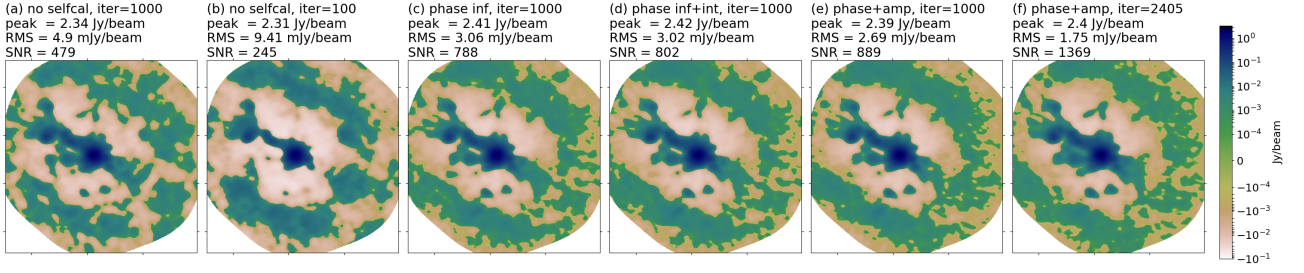 (a) no selfcal, iter=1000
peak = 2.34 Jy/beam
RMS = 4.9 mJy/beam
SNR = 479
(b) no selfcal, iter=100
peak = 2.31 Jy/beam
RMS = 9.41 mJy/beam
SNR = 245
(c) phase inf, iter=1000
peak = 2.41 Jy/beam
RMS = 3.06 mJy/beam
SNR = 788
(d) phase inf+int, iter=1000
peak = 2.42 Jy/beam
RMS = 3.02 mJy/beam
SNR = 802
(e) phase+amp, iter=1000
peak = 2.39 Jy/beam
RMS = 2.69 mJy/beam
SNR = 889
(f) phase+amp, iter=2405
peak = 2.4 Jy/beam
RMS = 1.75 mJy/beam
SNR = 1369
10⁰
10⁻¹
10⁻²
10⁻³
10⁻⁴
0
−10⁻⁴
−10⁻³
−10⁻²
−10⁻¹
Jy/beam